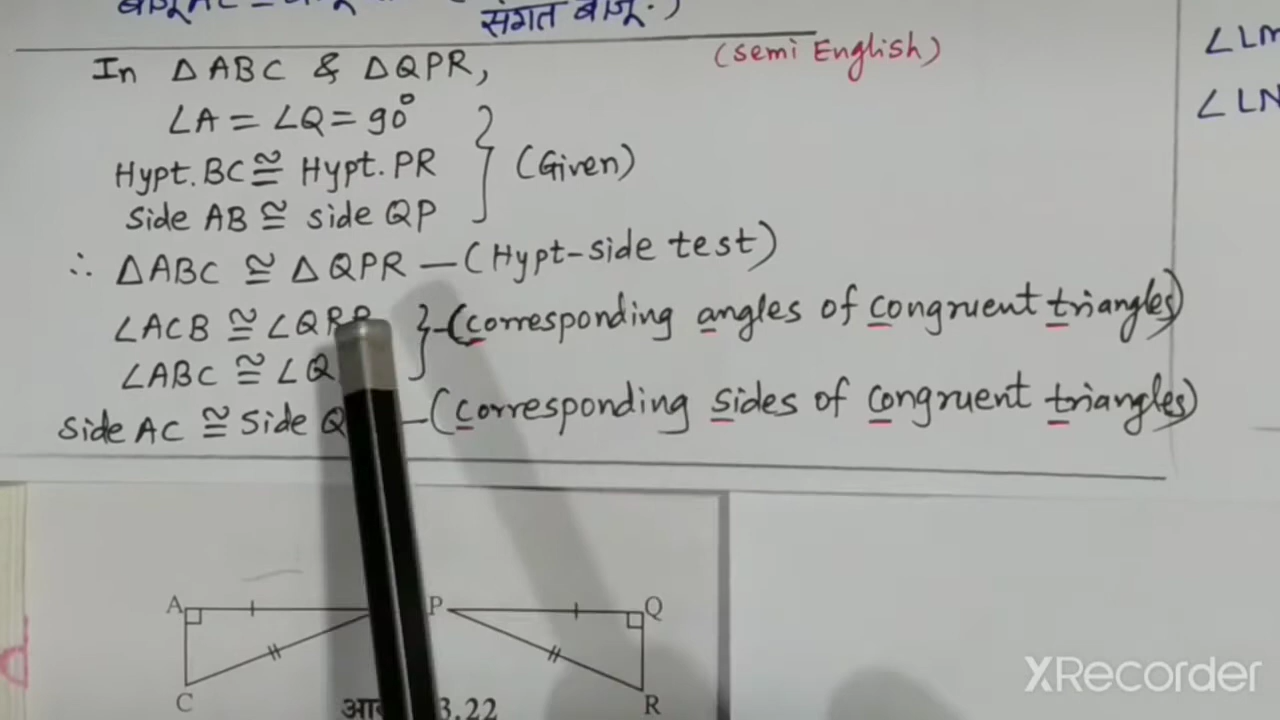 संगत बाजू.)
(semi English)
In △ABC & △QPR,
∠A = ∠Q = 90°
Hypt. BC ≅ Hypt. PR
Side AB ≅ side QP
} (Given)
∴ △ABC ≅ △QPR — (Hypt-side test)
∠ACB ≅
∠ABC ≅
} - (corresponding angles of congruent triangles)
Side AC ≅ Side — (corresponding sides of congruent triangles)
∠LM
∠LN
A P Q
C R
3.22
XRecorder